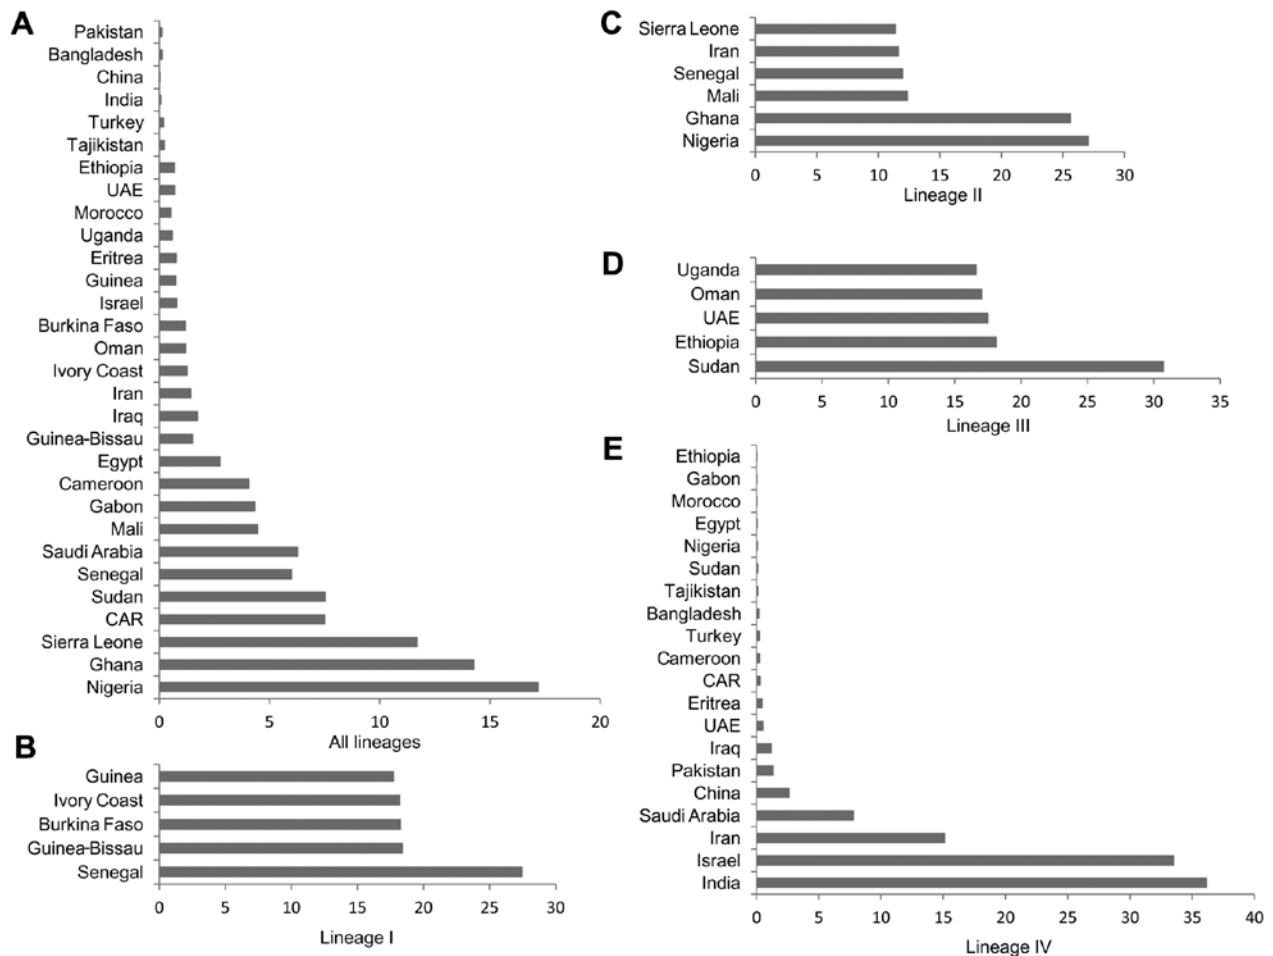 A
Pakistan
Bangladesh
China
India
Turkey
Tajikistan
Ethiopia
UAE
Morocco
Uganda
Eritrea
Guinea
Israel
Burkina Faso
Oman
Ivory Coast
Iran
Iraq
Guinea-Bissau
Egypt
Cameroon
Gabon
Mali
Saudi Arabia
Senegal
Sudan
CAR
Sierra Leone
Ghana
Nigeria
0 5 10 15 20
All lineages
B
Guinea
Ivory Coast
Burkina Faso
Guinea-Bissau
Senegal
0 5 10 15 20 25 30
Lineage I
C
Sierra Leone
Iran
Senegal
Mali
Ghana
Nigeria
0 5 10 15 20 25 30
Lineage II
D
Uganda
Oman
UAE
Ethiopia
Sudan
0 5 10 15 20 25 30 35
Lineage III
E
Ethiopia
Gabon
Morocco
Egypt
Nigeria
Sudan
Tajikistan
Bangladesh
Turkey
Cameroon
CAR
Eritrea
UAE
Iraq
Pakistan
China
Saudi Arabia
Iran
Israel
India
0 5 10 15 20 25 30 35 40
Lineage IV